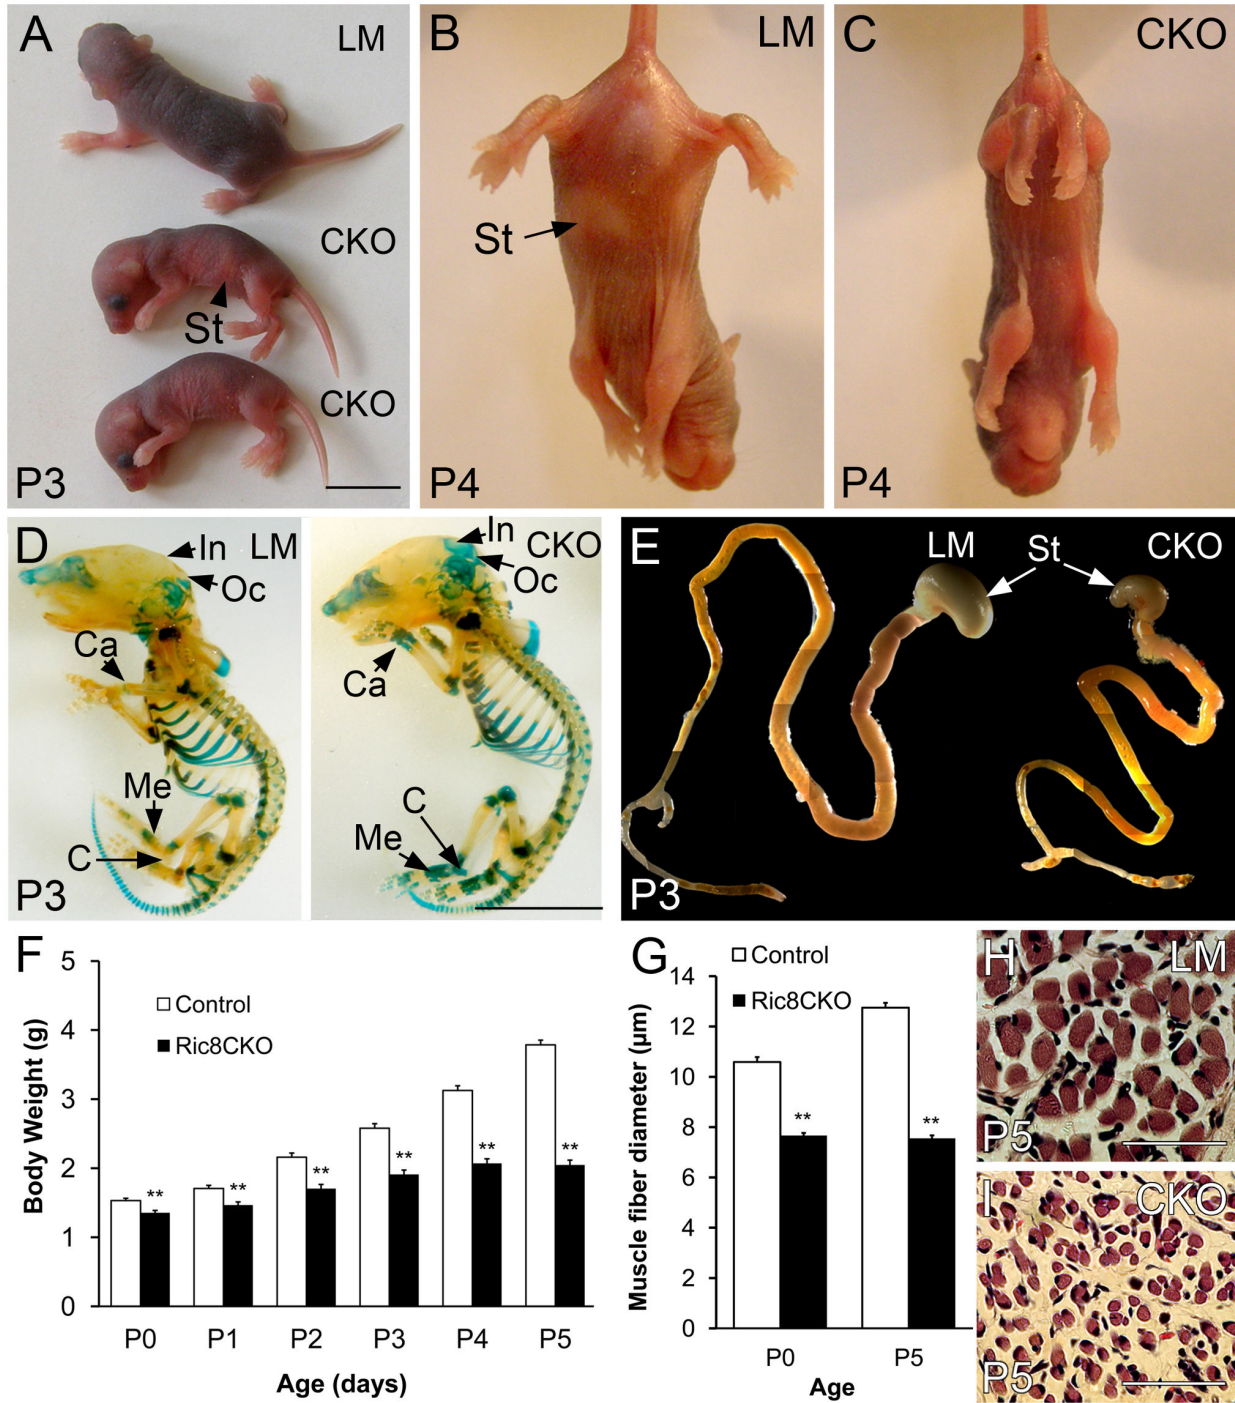 A
LM
CKO
St
CKO
P3
B
LM
St
P4
C
CKO
P4
D
In
LM
Oc
Ca
Me
C
P3
In
CKO
Oc
Ca
C
Me
E
LM
St
CKO
P3
F
Control
Ric8CKO
Body Weight (g)
5
4
3
2
1
0
**
**
**
**
**
**
P0 P1 P2 P3 P4 P5
Age (days)
G
Control
Ric8CKO
Muscle fiber diameter (μm)
14
12
10
8
6
4
2
0
**
**
P0 P5
Age
H
LM
P5
I
CKO
P5